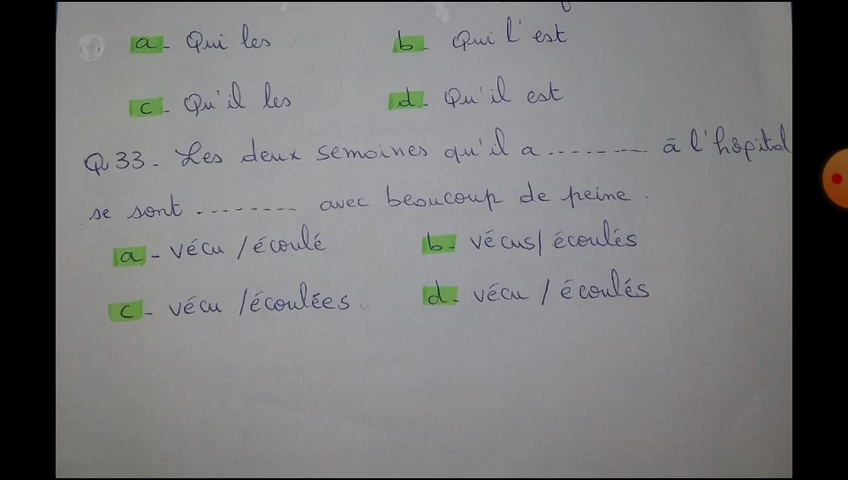 a - Qui les b - Qui l'est
c - Qu'il les d - Qu'il est
Q33 - Les deux semaines qu'il a .......... à l'hôpital
se sont .......... avec beaucoup de peine.
a - vécu / écoulé b - vécus / écoulés
c - vécu / écoulées. d - vécu / écoulés